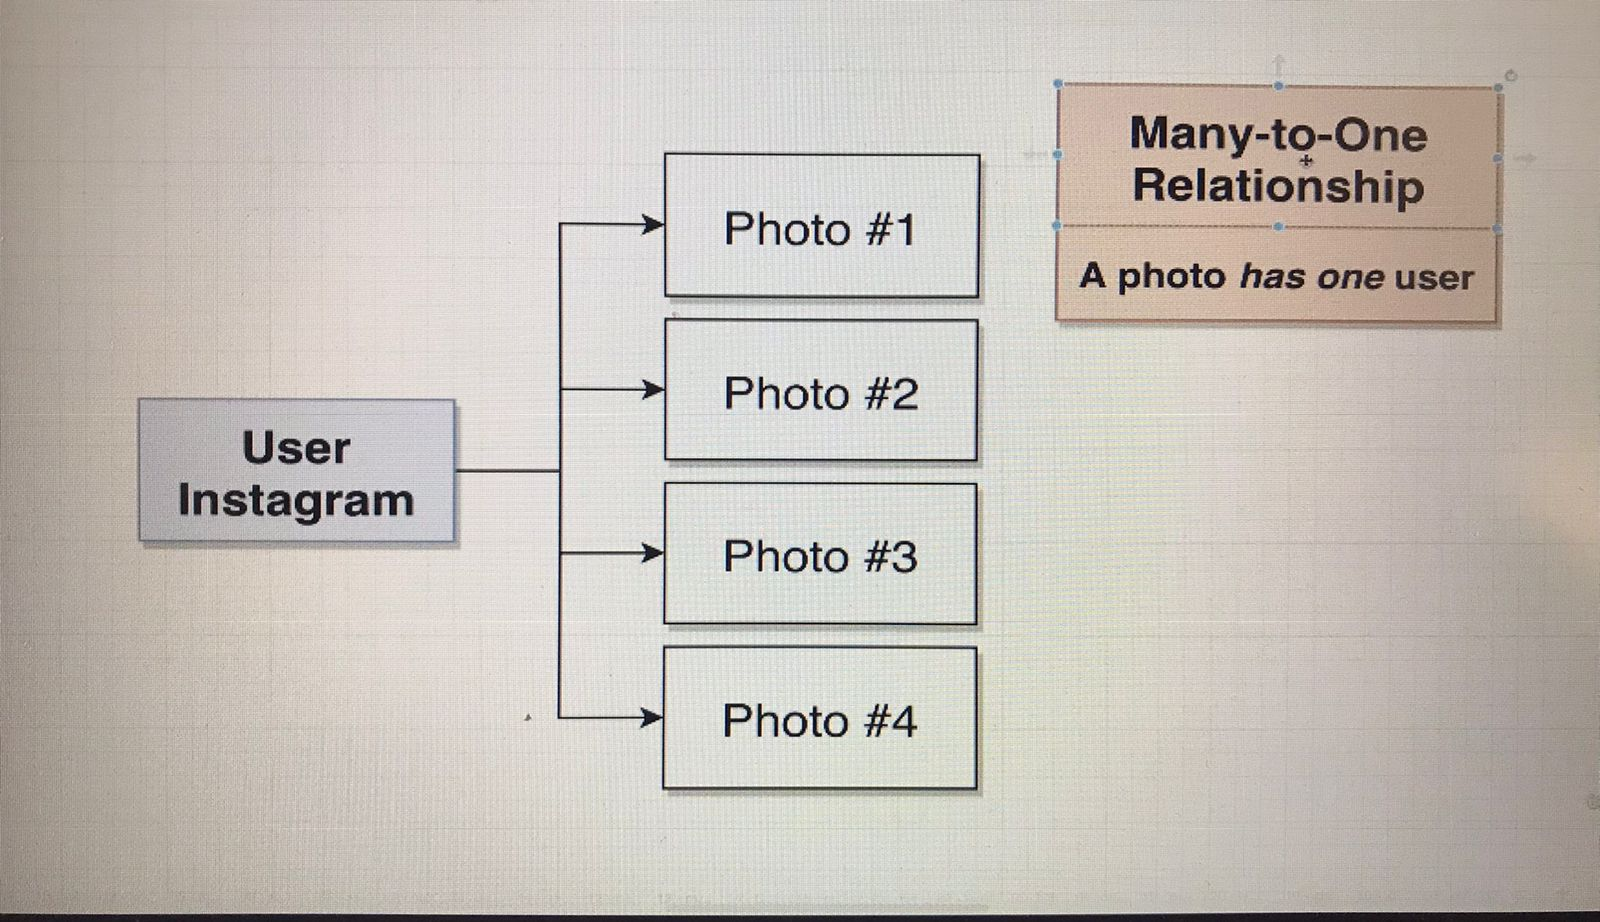 Many-to-One
Relationship
A photo has one user
Photo #1
Photo #2
Photo #3
Photo #4
User
Instagram